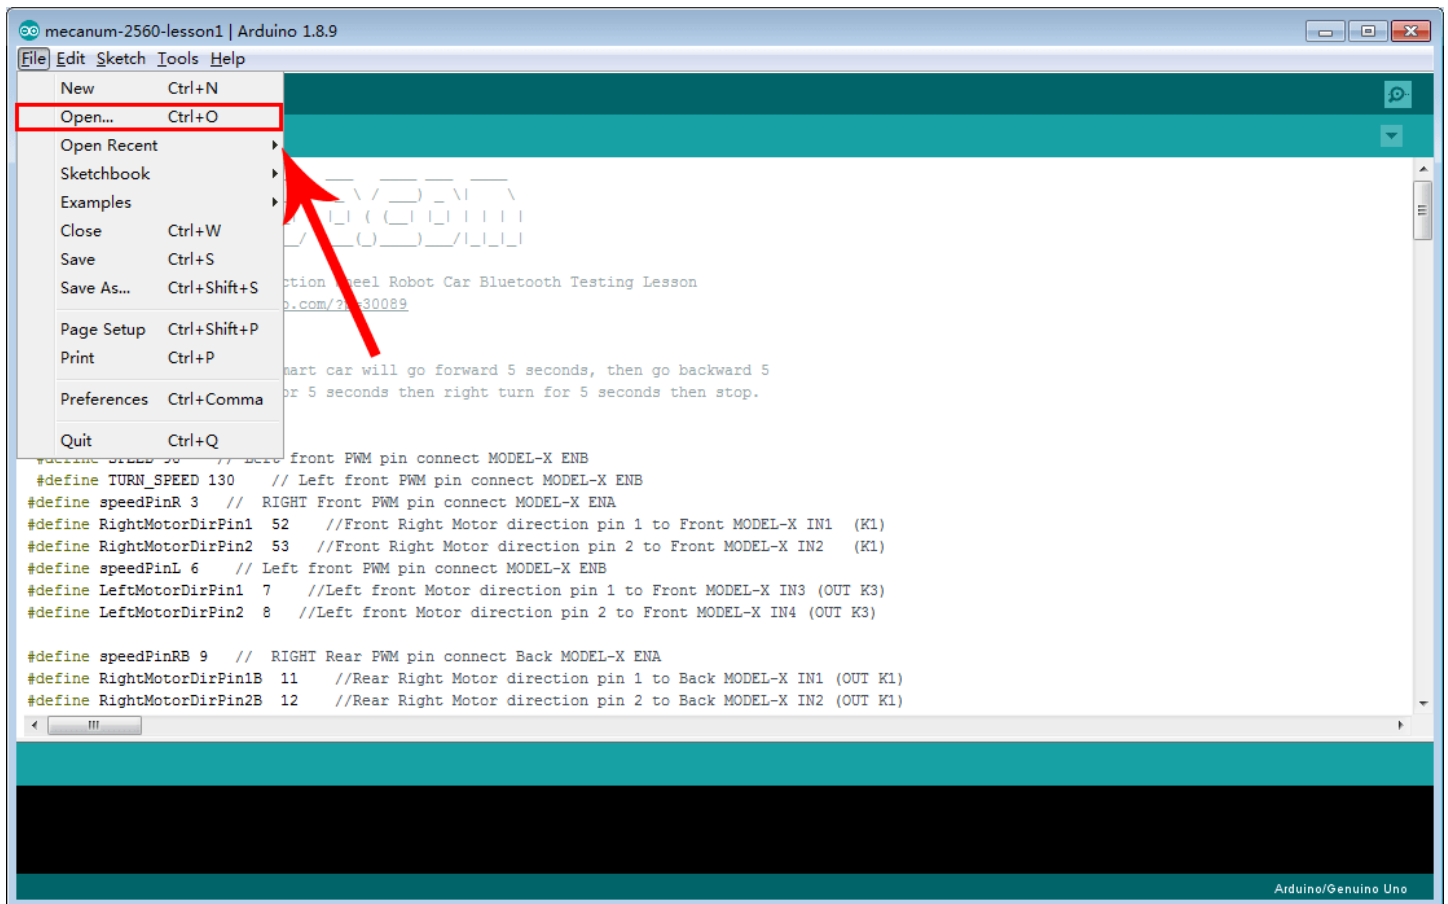 mecanum-2560-lesson1 | Arduino 1.8.9
File Edit Sketch Tools Help
New Ctrl+N
Open... Ctrl+O
Open Recent
Sketchbook
Examples
Close Ctrl+W
Save Ctrl+S
Save As... Ctrl+Shift+S
Page Setup Ctrl+Shift+P
Print Ctrl+P
Preferences Ctrl+Comma
Quit Ctrl+Q
ction Wheel Robot Car Bluetooth Testing Lesson
o.com/?p=30089
mart car will go forward 5 seconds, then go backward 5
or 5 seconds then right turn for 5 seconds then stop.
#define SPEED 90 // Left front PWM pin connect MODEL-X ENB
#define TURN_SPEED 130 // Left front PWM pin connect MODEL-X ENB
#define speedPinR 3 // RIGHT Front PWM pin connect MODEL-X ENA
#define RightMotorDirPin1 52 //Front Right Motor direction pin 1 to Front MODEL-X IN1 (K1)
#define RightMotorDirPin2 53 //Front Right Motor direction pin 2 to Front MODEL-X IN2 (K1)
#define speedPinL 6 // Left front PWM pin connect MODEL-X ENB
#define LeftMotorDirPin1 7 //Left front Motor direction pin 1 to Front MODEL-X IN3 (OUT K3)
#define LeftMotorDirPin2 8 //Left front Motor direction pin 2 to Front MODEL-X IN4 (OUT K3)
#define speedPinRB 9 // RIGHT Rear PWM pin connect Back MODEL-X ENA
#define RightMotorDirPin1B 11 //Rear Right Motor direction pin 1 to Back MODEL-X IN1 (OUT K1)
#define RightMotorDirPin2B 12 //Rear Right Motor direction pin 2 to Back MODEL-X IN2 (OUT K1)
Arduino/Genuino Uno